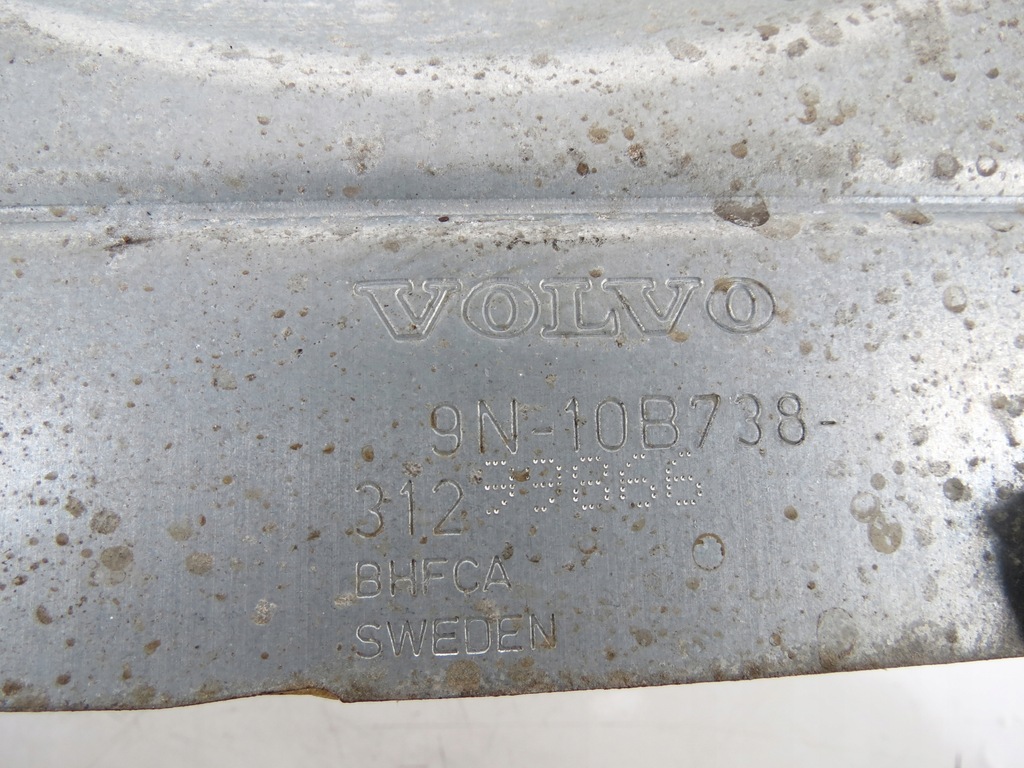 VOLVO
9N-10B738-
312
BHFCA
SWEDEN